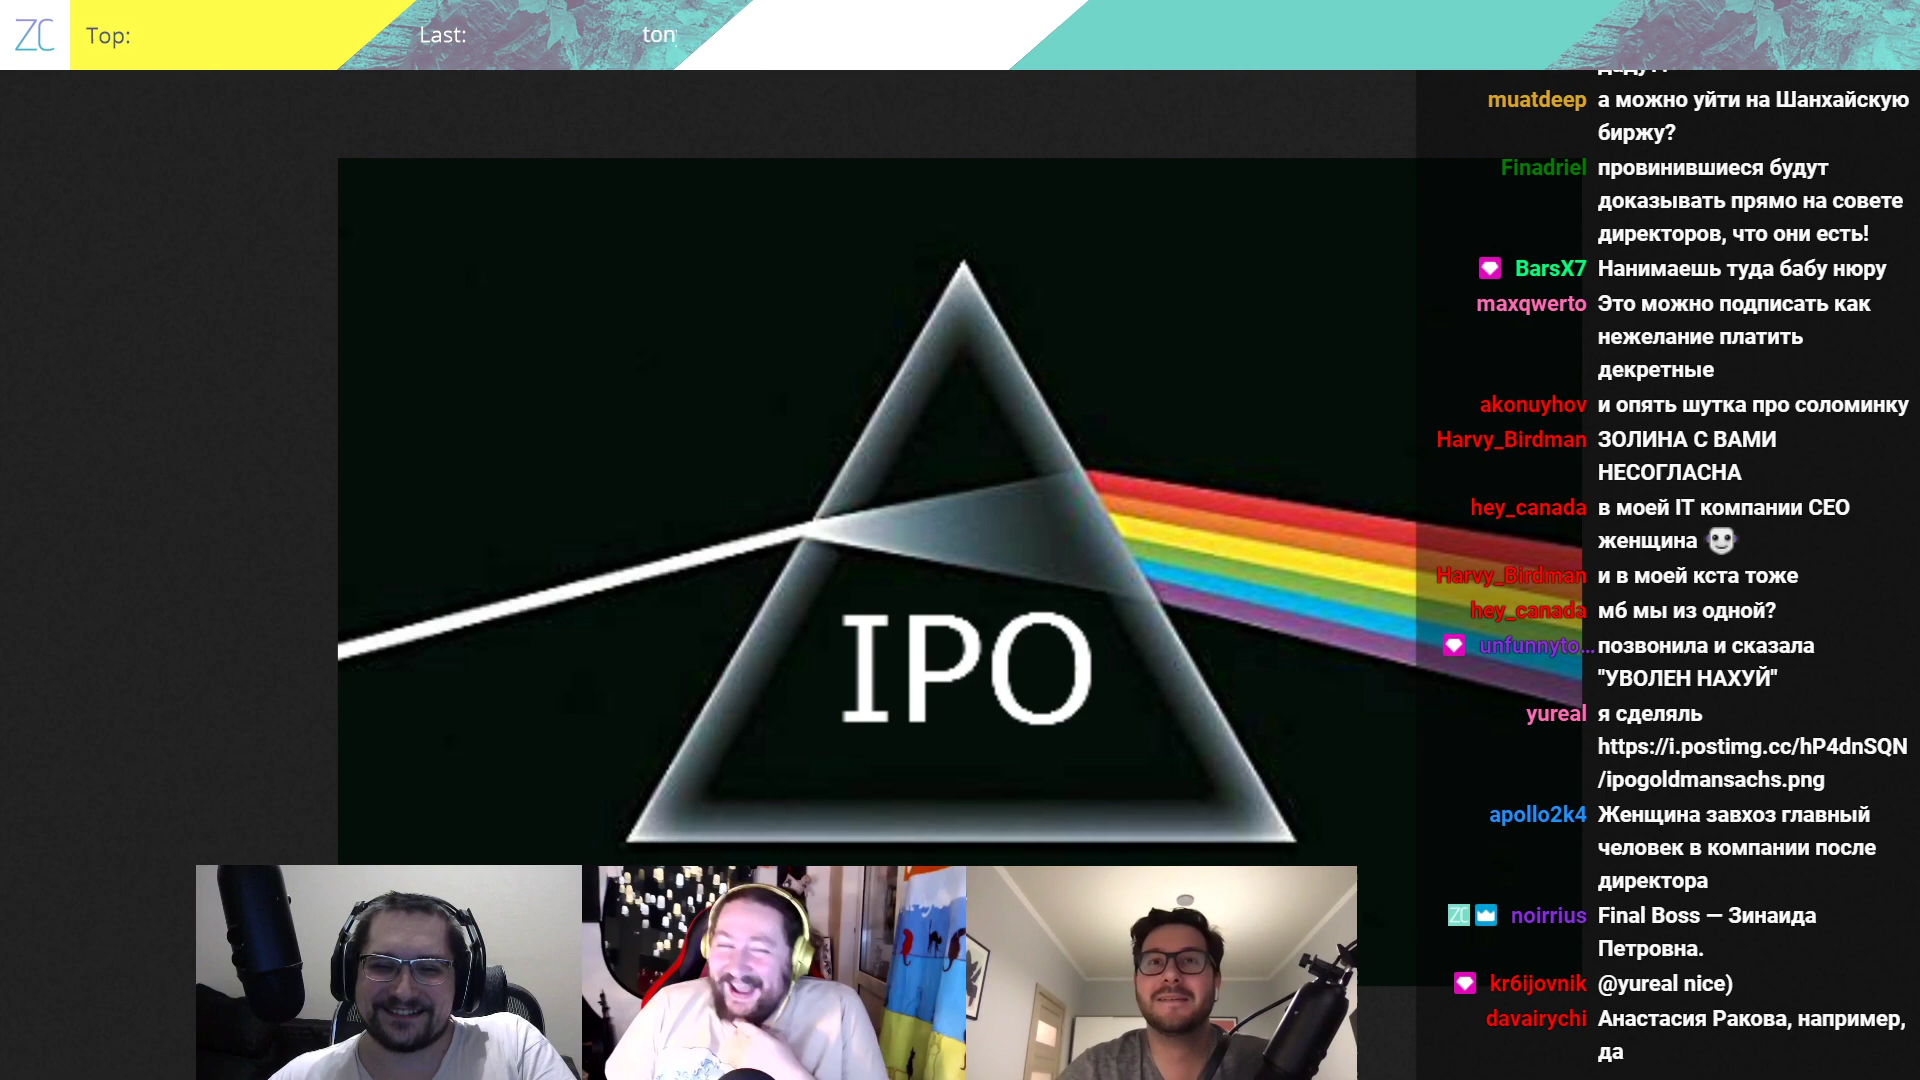 ZC
Top:
Last:
ton
muatdeep а можно уйти на Шанхайскую
биржу?
Finadriel провинившиеся будут
доказывать прямо на совете
директоров, что они есть!
BarsX7 Нанимаешь туда бабу нюру
maxqwerto Это можно подписать как
нежелание платить
декретные
akonuyhov и опять шутка про соломинку
Harvy_Birdman ЗОЛИНА С ВАМИ
НЕСОГЛАСНА
hey_canada в моей IT компании CEO
женщина
Harvy_Birdman и в моей кста тоже
hey_canada мб мы из одной?
unfunnyto... позвонила и сказала
"УВОЛЕН НАХУЙ"
yureal я сделяль
https://i.postimg.cc/hP4dnSQN
/ipogoldmansachs.png
apollo2k4 Женщина завхоз главный
человек в компании после
директора
ZC noirrius Final Boss — Зинаида
Петровна.
kr6ijovnik @yureal nice)
davairychi Анастасия Ракова, например,
да
IPO